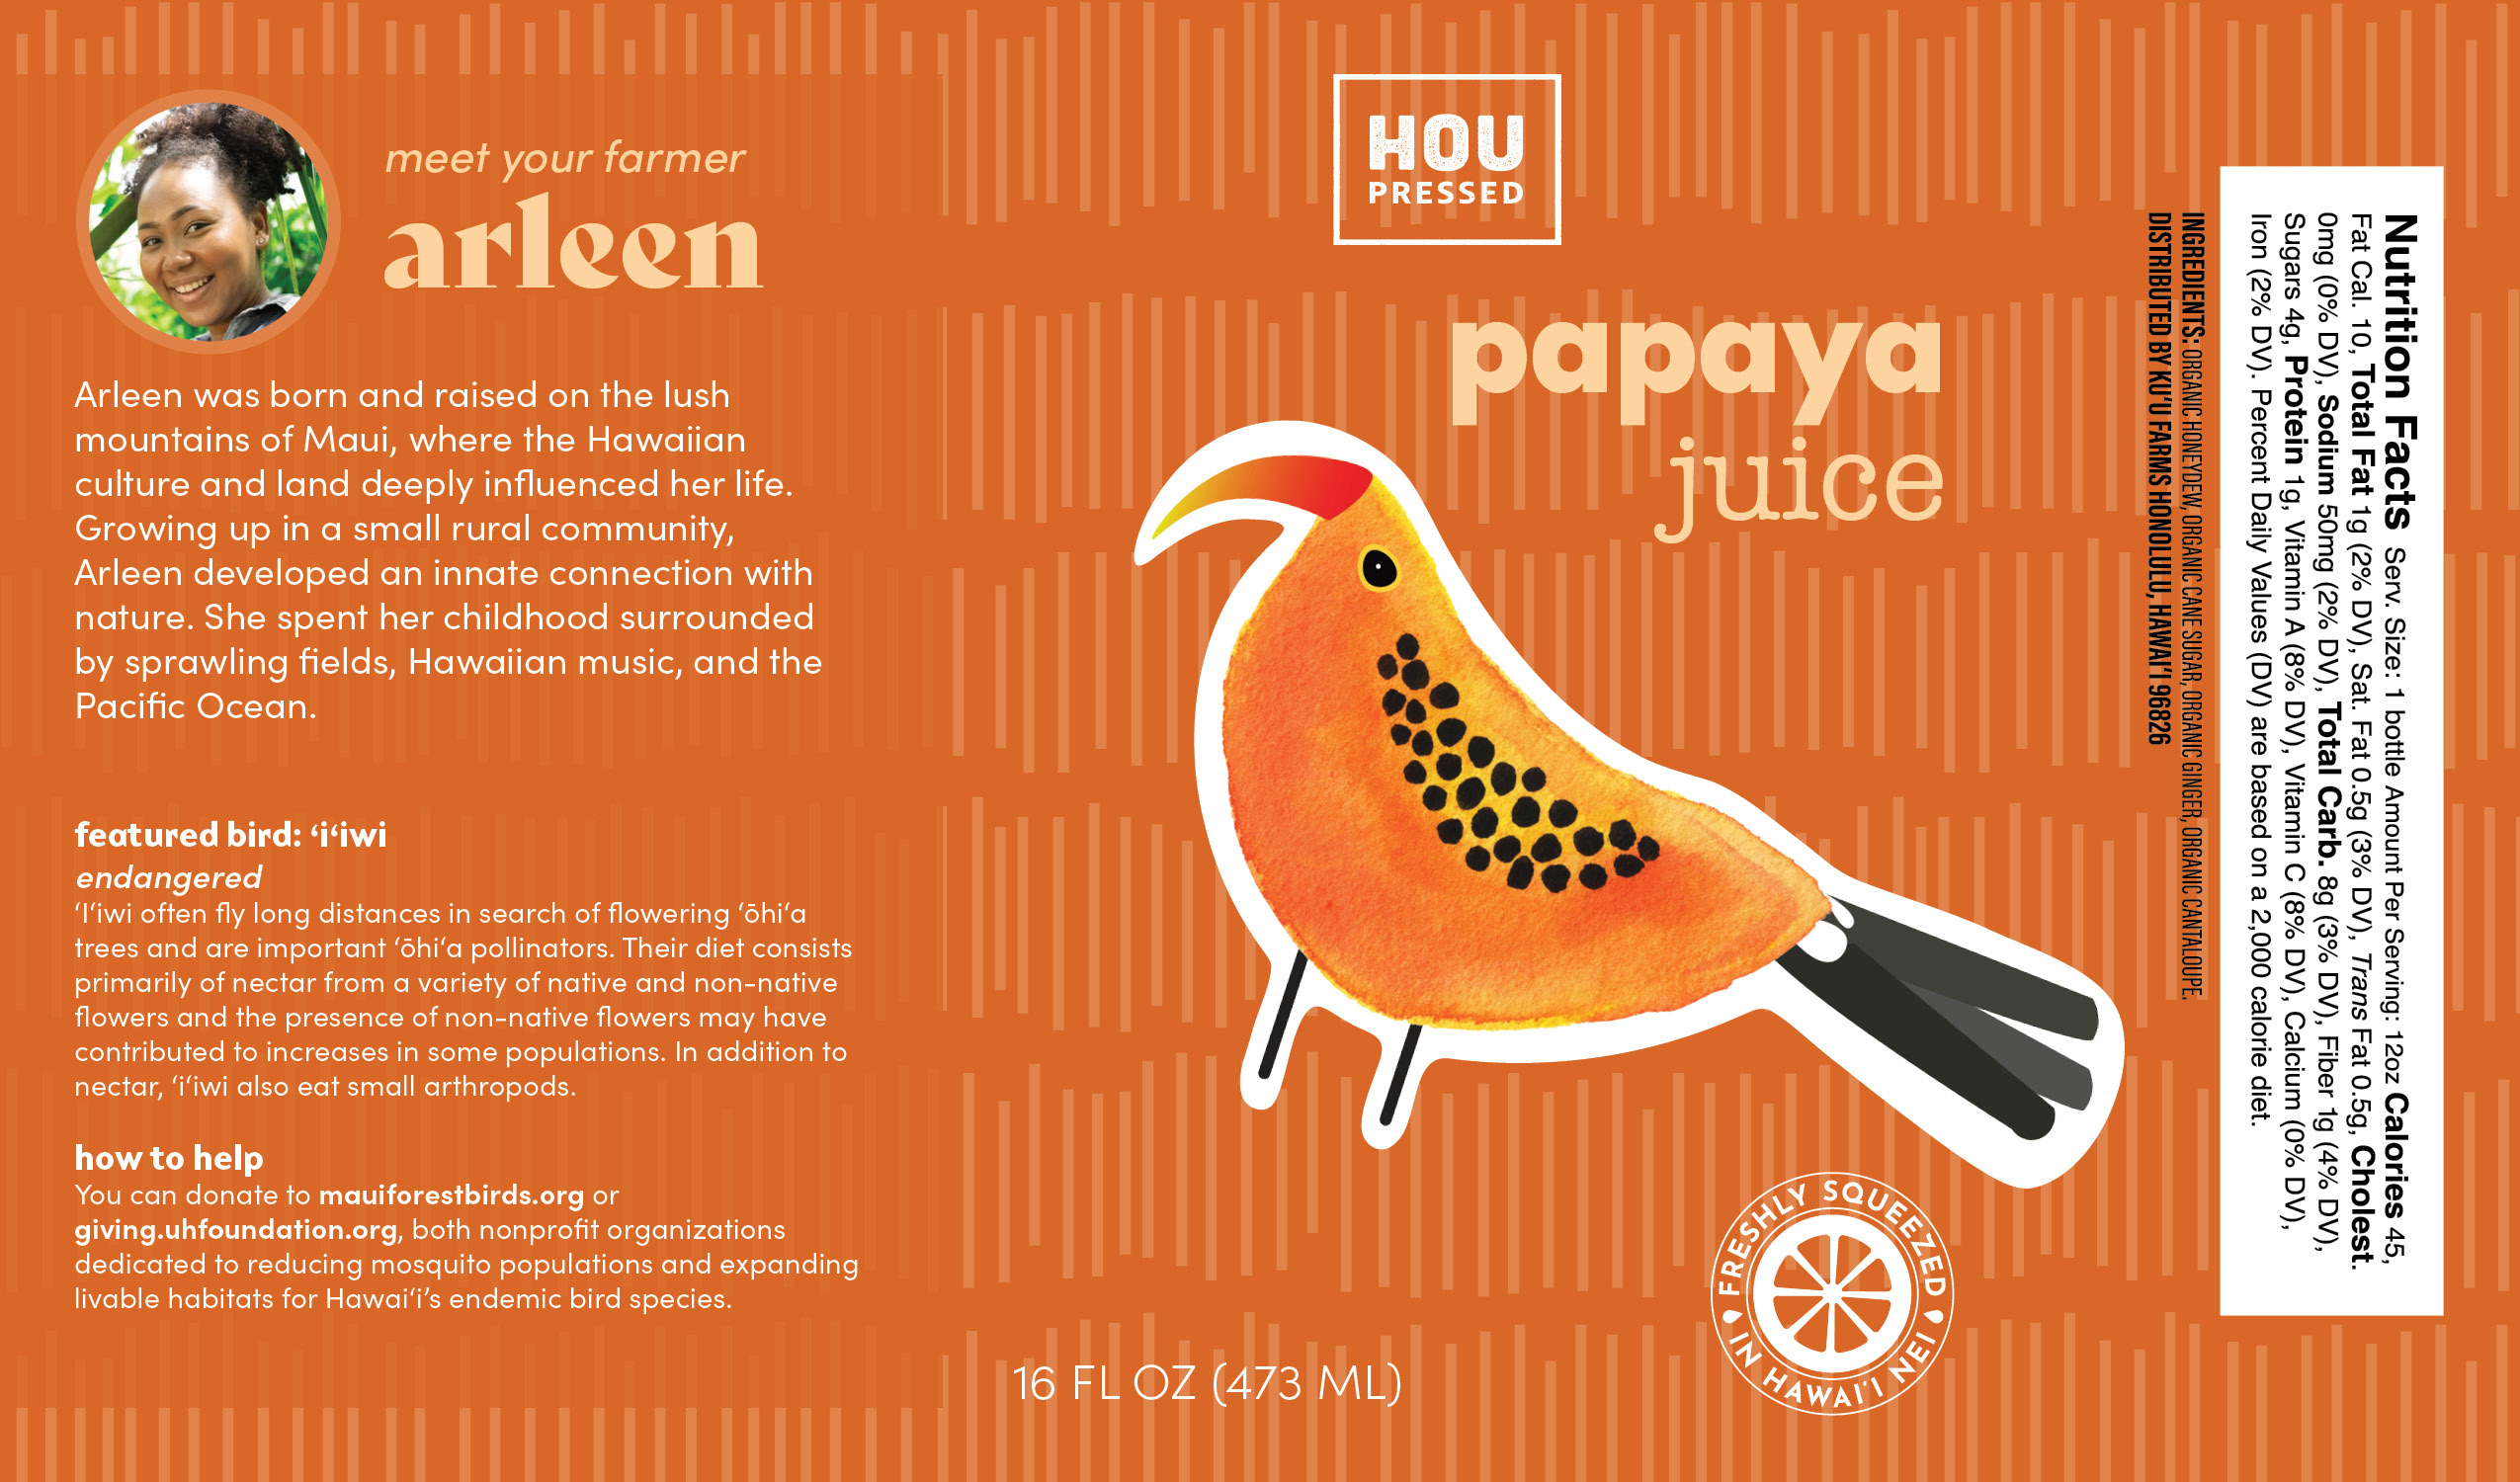 meet your farmer
arleen
Arleen was born and raised on the lush
mountains of Maui, where the Hawaiian
culture and land deeply influenced her life.
Growing up in a small rural community,
Arleen developed an innate connection with
nature. She spent her childhood surrounded
by sprawling fields, Hawaiian music, and the
Pacific Ocean.
featured bird: ‘i‘iwi
endangered
‘I‘iwi often fly long distances in search of flowering ‘ōhi‘a
trees and are important ‘ōhi‘a pollinators. Their diet consists
primarily of nectar from a variety of native and non-native
flowers and the presence of non-native flowers may have
contributed to increases in some populations. In addition to
nectar, ‘i‘iwi also eat small arthropods.
how to help
You can donate to mauiforestbirds.org or
giving.uhfoundation.org, both nonprofit organizations
dedicated to reducing mosquito populations and expanding
livable habitats for Hawai‘i’s endemic bird species.
HOU
PRESSED
papaya
juice
16 FL OZ (473 ML)
FRESHLY SQUEEZED
IN HAWAI‘I NEI
Nutrition Facts Serv. Size: 1 bottle Amount Per Serving: 12oz Calories 45,
Fat Cal. 10, Total Fat 1g (2% DV), Sat. Fat 0.5g (3% DV), Trans Fat 0.5g, Cholest.
0mg (0% DV), Sodium 50mg (2% DV), Total Carb. 8g (3% DV), Fiber 1g (4% DV),
Sugars 4g, Protein 1g, Vitamin A (8% DV), Vitamin C (8% DV), Calcium (0% DV),
Iron (2% DV). Percent Daily Values (DV) are based on a 2,000 calorie diet.
INGREDIENTS: ORGANIC HONEYDEW, ORGANIC CANE SUGAR, ORGANIC GINGER, ORGANIC CANTALOUPE.
DISTRIBUTED BY KU‘U FARMS HONOLULU, HAWAI‘I 96826